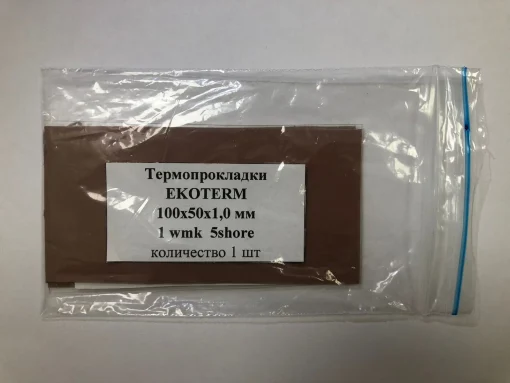 Термопрокладки
EKOTERM
100x50x1,0 мм
1 wmk 5shore
количество 1 шт